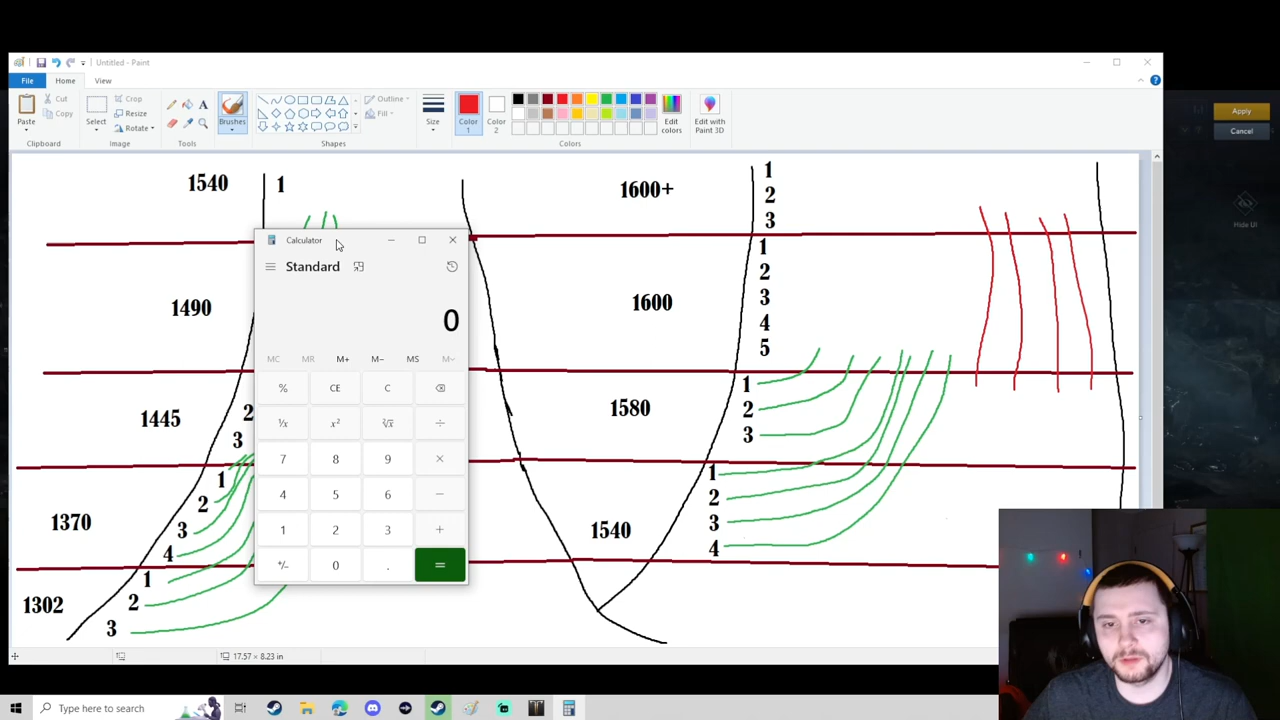 Untitled - Paint
File Home View
Paste
Clipboard
Cut
Copy
Select
Crop
Resize
Rotate
Image
A
Tools
Brushes
Outline
Fill
Shapes
Size
Color 1
Color 2
Edit colors
Colors
Edit with Paint 3D
Apply
Cancel
Hide UI
1540 1
1490
1445
2
3
1370
1
2
3
4
1302
1
2
3
1600+
1
2
3
1600
1
2
3
4
5
1580
1
2
3
1540
1
2
3
4
Calculator
Standard
0
MC MR M+ M− MS M
% CE C
⅟x x² ²√x ÷
7 8 9 ×
4 5 6 −
1 2 3 +
+/− 0 . =
17.57 × 8.23 in
Type here to search